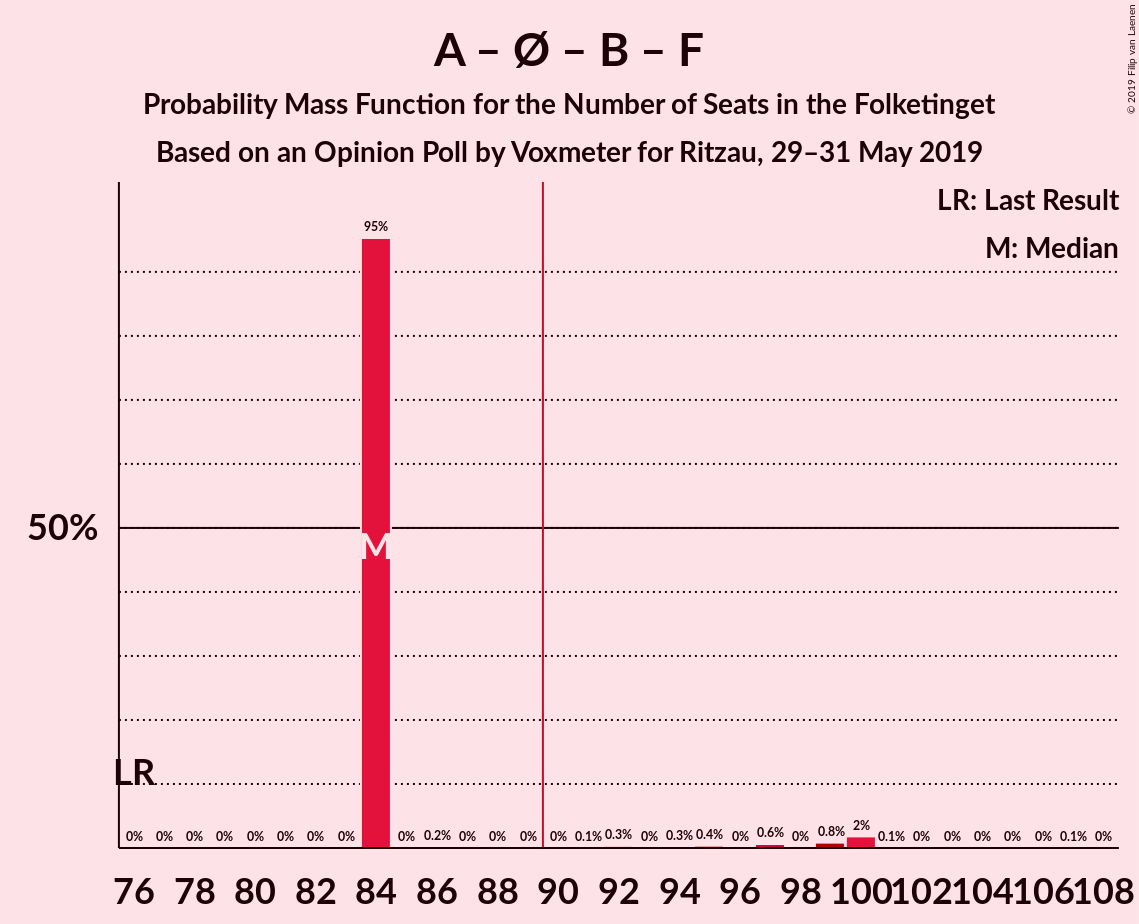 A – Ø – B – F
Probability Mass Function for the Number of Seats in the Folketinget
Based on an Opinion Poll by Voxmeter for Ritzau, 29–31 May 2019
© 2019 Filip van Laenen
LR: Last Result
M: Median
95%
50%
M
LR
0% 0% 0% 0% 0% 0% 0% 0% 0% 0.2% 0% 0% 0% 0% 0.1% 0.3% 0% 0.3% 0.4% 0% 0.6% 0% 0.8% 2% 0.1% 0% 0% 0% 0% 0% 0.1% 0%
76 78 80 82 84 86 88 90 92 94 96 98 100 102 104 106 108